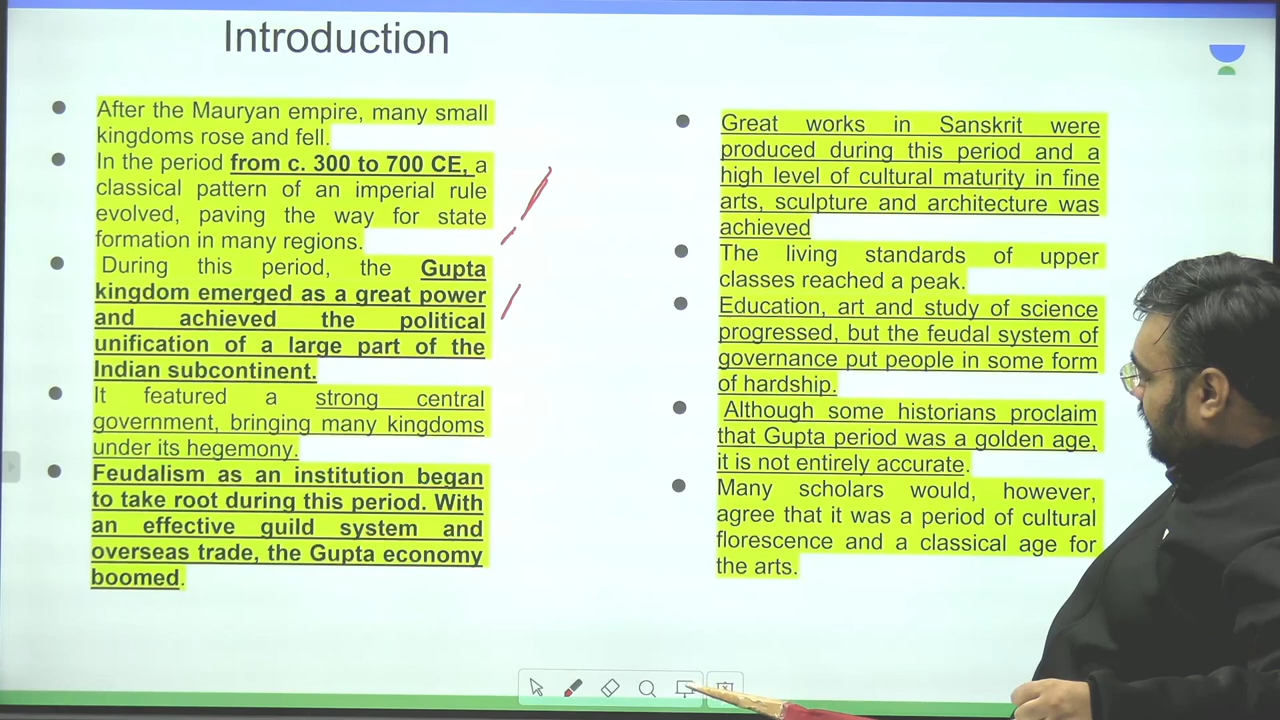 Introduction
After the Mauryan empire, many small
kingdoms rose and fell.
In the period from c. 300 to 700 CE, a
classical pattern of an imperial rule
evolved, paving the way for state
formation in many regions.
During this period, the Gupta
kingdom emerged as a great power
and achieved the political
unification of a large part of the
Indian subcontinent.
It featured a strong central
government, bringing many kingdoms
under its hegemony.
Feudalism as an institution began
to take root during this period. With
an effective guild system and
overseas trade, the Gupta economy
boomed.
Great works in Sanskrit were
produced during this period and a
high level of cultural maturity in fine
arts, sculpture and architecture was
achieved
The living standards of upper
classes reached a peak.
Education, art and study of science
progressed, but the feudal system of
governance put people in some form
of hardship.
Although some historians proclaim
that Gupta period was a golden age,
it is not entirely accurate.
Many scholars would, however,
agree that it was a period of cultural
florescence and a classical age for
the arts.